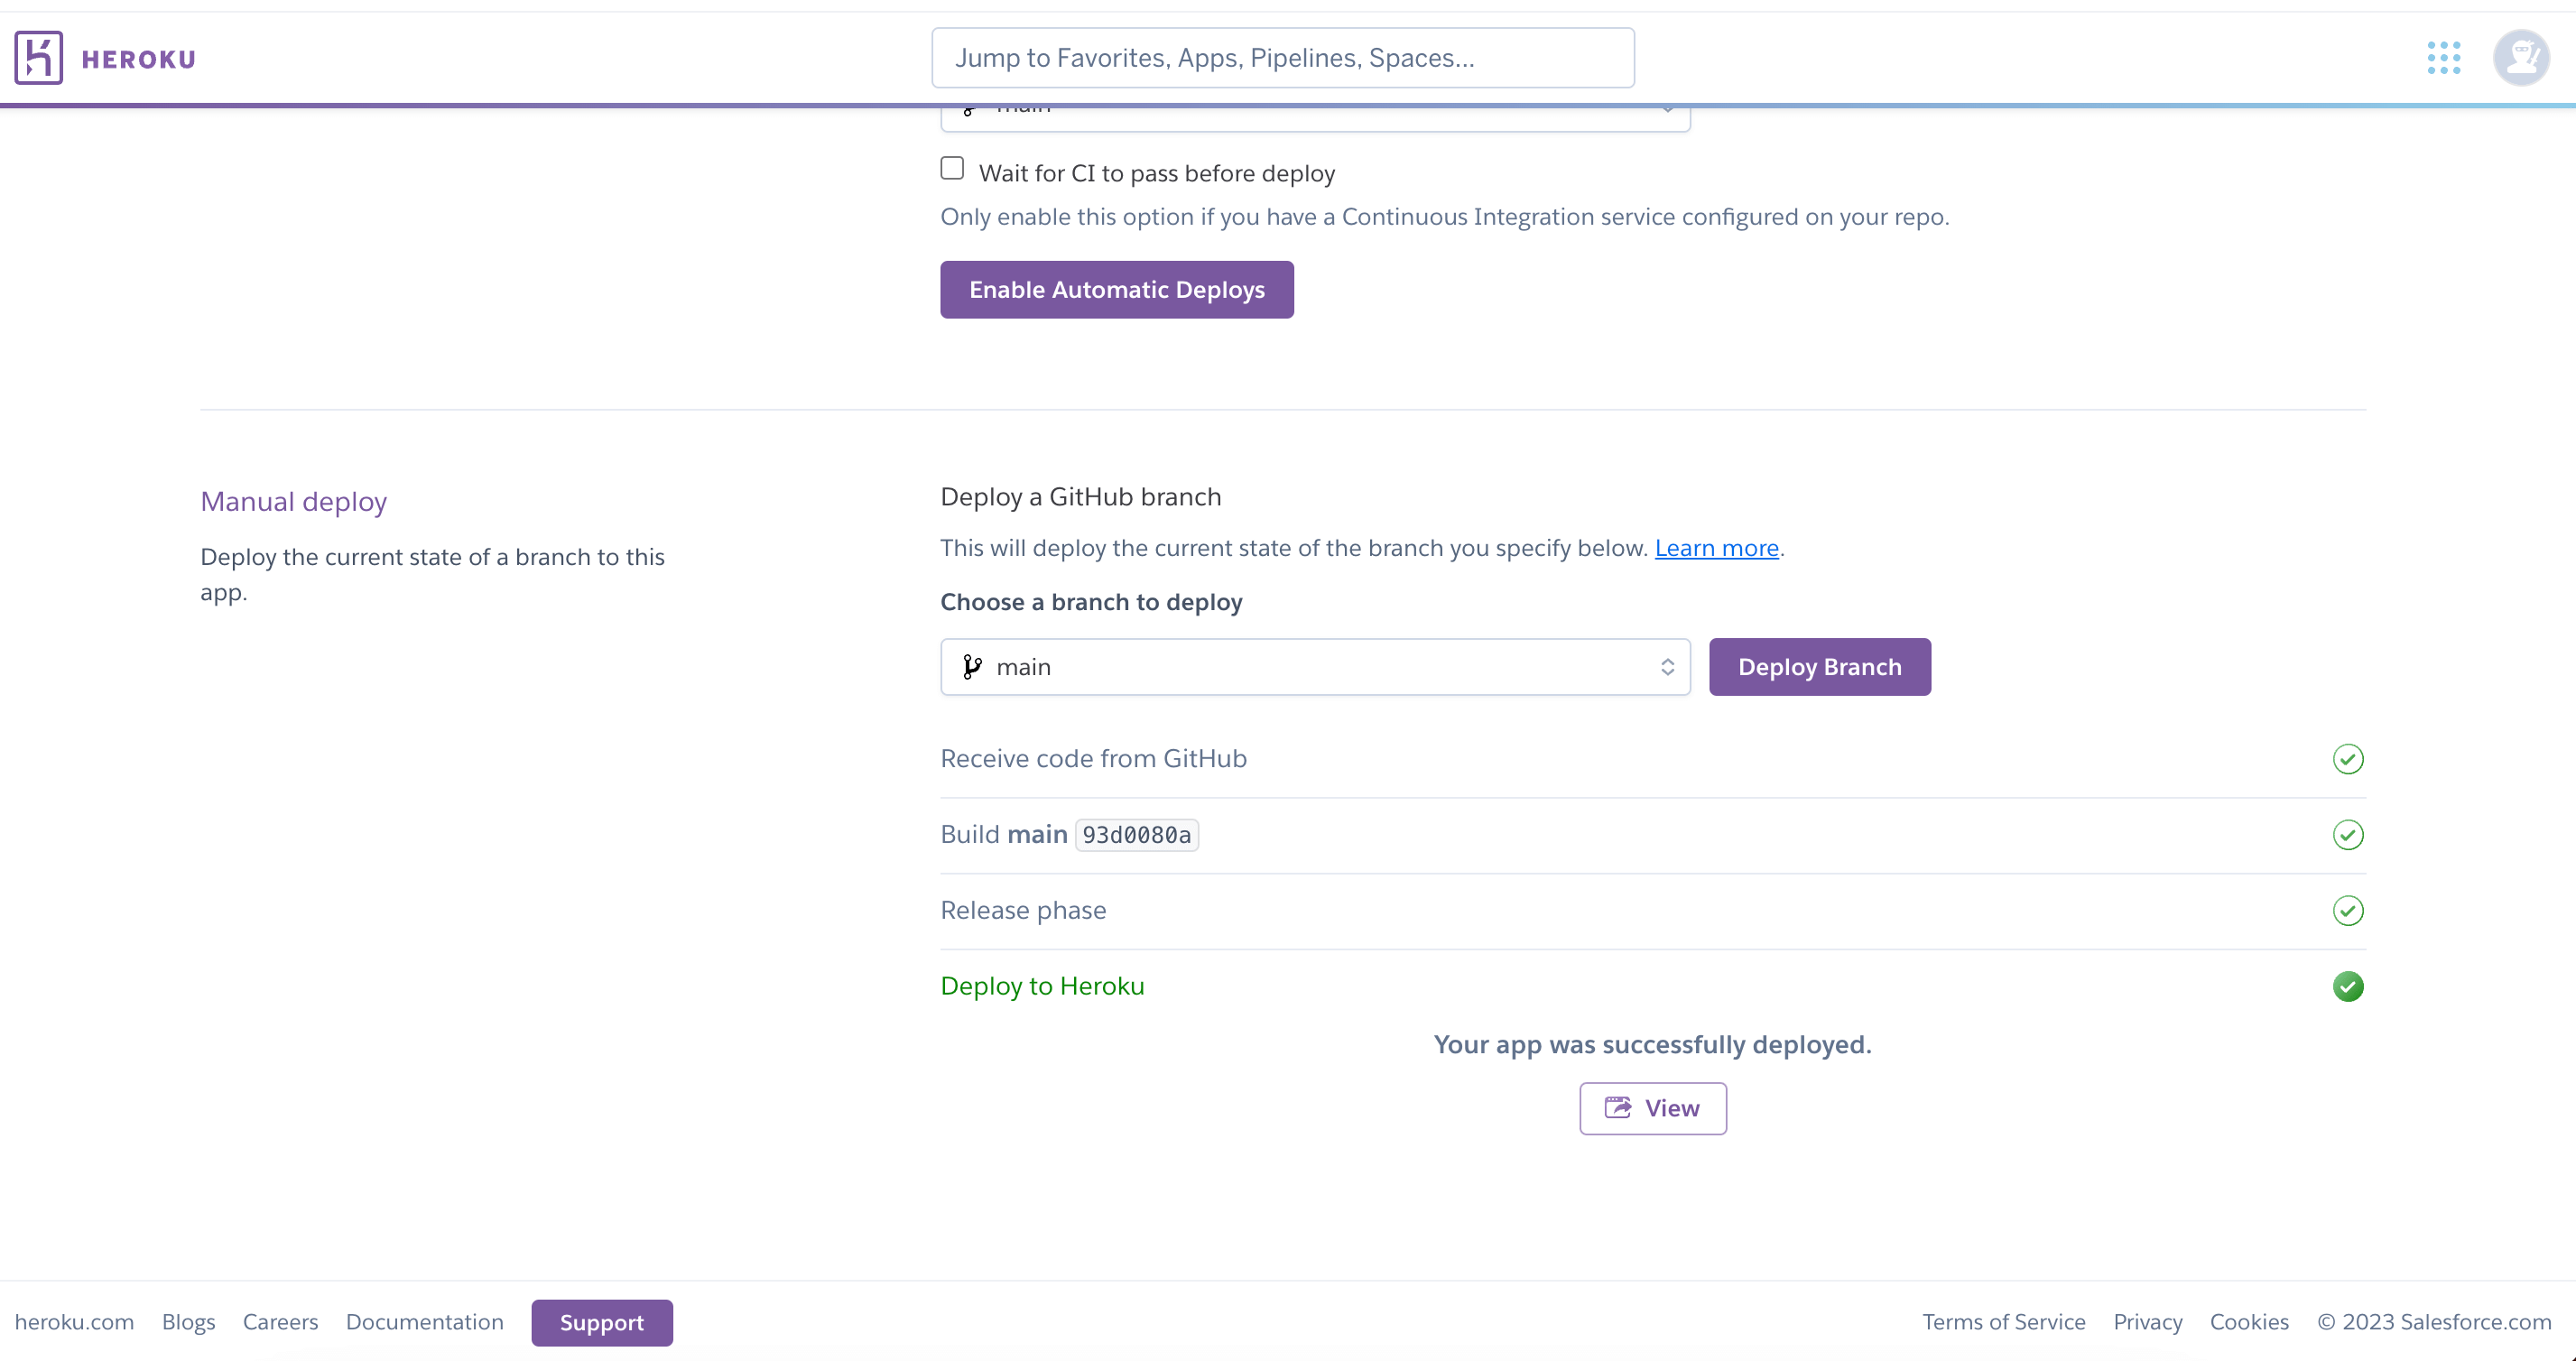 HEROKU
Jump to Favorites, Apps, Pipelines, Spaces...
main
Wait for CI to pass before deploy
Only enable this option if you have a Continuous Integration service configured on your repo.
Enable Automatic Deploys
Manual deploy
Deploy the current state of a branch to this
app.
Deploy a GitHub branch
This will deploy the current state of the branch you specify below. Learn more.
Choose a branch to deploy
main
Deploy Branch
Receive code from GitHub
Build main 93d0080a
Release phase
Deploy to Heroku
Your app was successfully deployed.
View
heroku.com Blogs Careers Documentation Support
Terms of Service Privacy Cookies © 2023 Salesforce.com